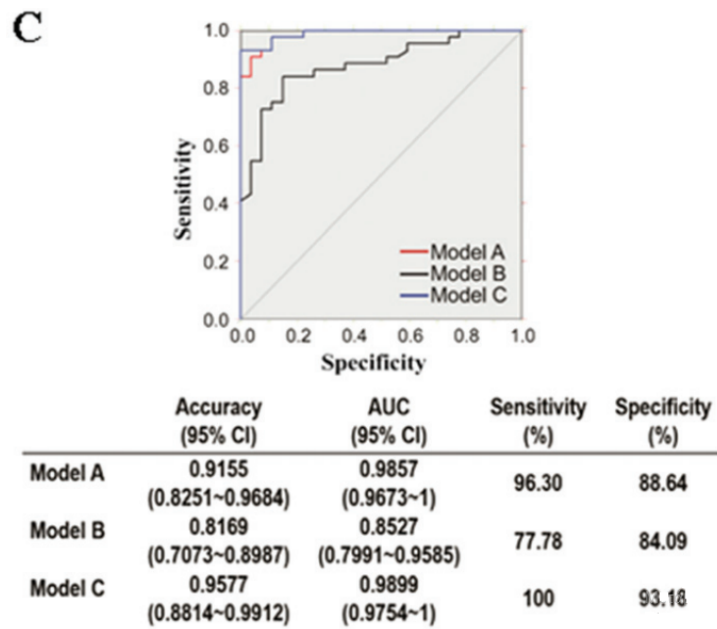 C
1.0
0.8
0.6
0.4
0.2
0.0
Sensitivity
Model A
Model B
Model C
0.0 0.2 0.4 0.6 0.8 1.0
Specificity
Accuracy AUC Sensitivity Specificity
(95% CI) (95% CI) (%) (%)
Model A 0.9155 0.9857 96.30 88.64
(0.8251~0.9684) (0.9673~1)
Model B 0.8169 0.8527 77.78 84.09
(0.7073~0.8987) (0.7991~0.9585)
Model C 0.9577 0.9899 100 93.18
(0.8814~0.9912) (0.9754~1)